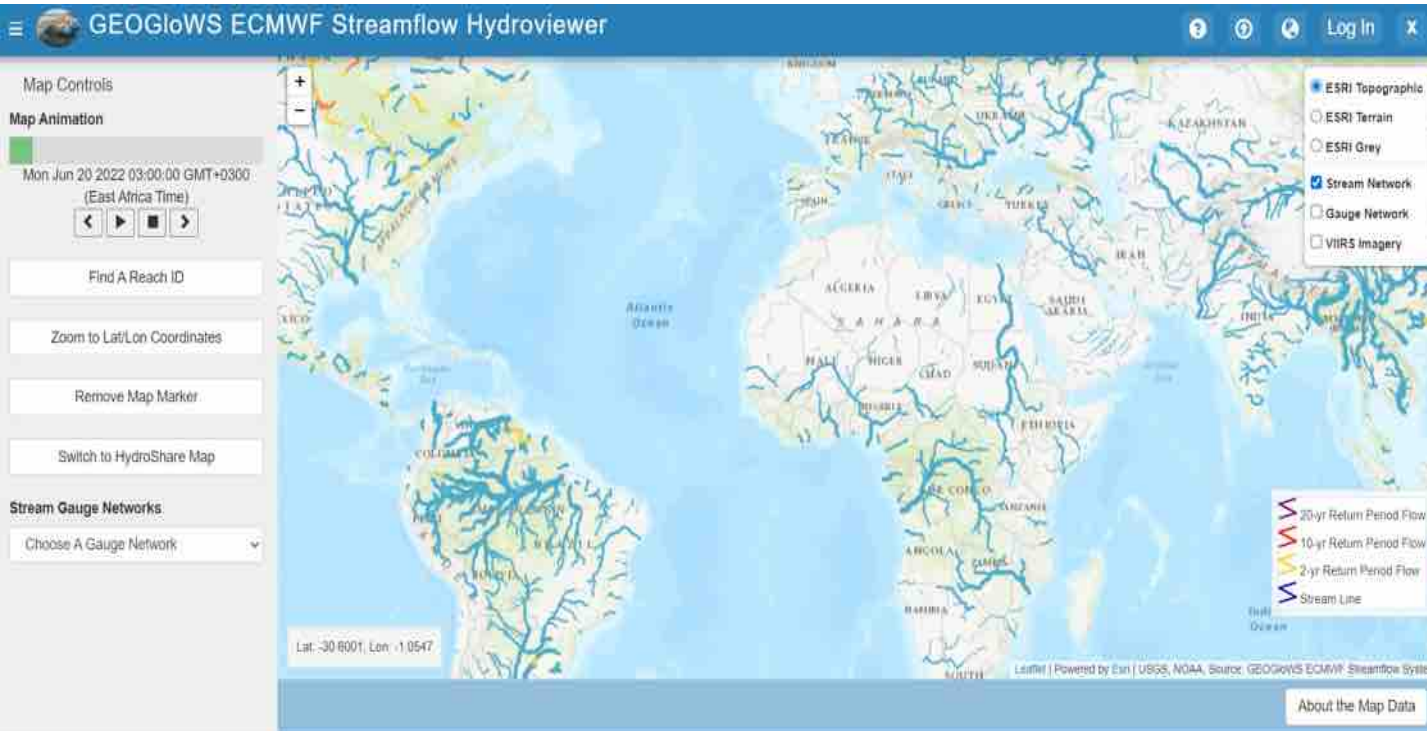 GEOGloWS ECMWF Streamflow Hydroviewer
Log In
X
Map Controls
Map Animation
Mon Jun 20 2022 03:00:00 GMT+0300
(East Africa Time)
Find A Reach ID
Zoom to Lat/Lon Coordinates
Remove Map Marker
Switch to HydroShare Map
Stream Gauge Networks
Choose A Gauge Network
+
−
ESRI Topographic
ESRI Terrain
ESRI Grey
Stream Network
Gauge Network
VIIRS Imagery
KINGDOM
KAZAKHSTAN
FRANCE
ITALY
SPAIN
GREECE
TURKEY
IRAN
APPALACHIAN MOUNTAINS
Atlantic
Ocean
ALGERIA
LIBYA
EGYPT
SAUDI
ARABIA
SAHARA
INDIA
MALI
NIGER
CHAD
SUDAN
ETHIOPIA
COLOMBIA
TANZANIA
PERU
BRAZIL
BOLIVIA
ANGOLA
NAMIBIA
SOUTH
20-yr Return Period Flow
10-yr Return Period Flow
2-yr Return Period Flow
Stream Line
Ocean
Lat: -30.6001, Lon: -1.0547
Leaflet | Powered by Esri | USGS, NOAA, Source: GEOGloWS ECMWF Streamflow Syste
About the Map Data